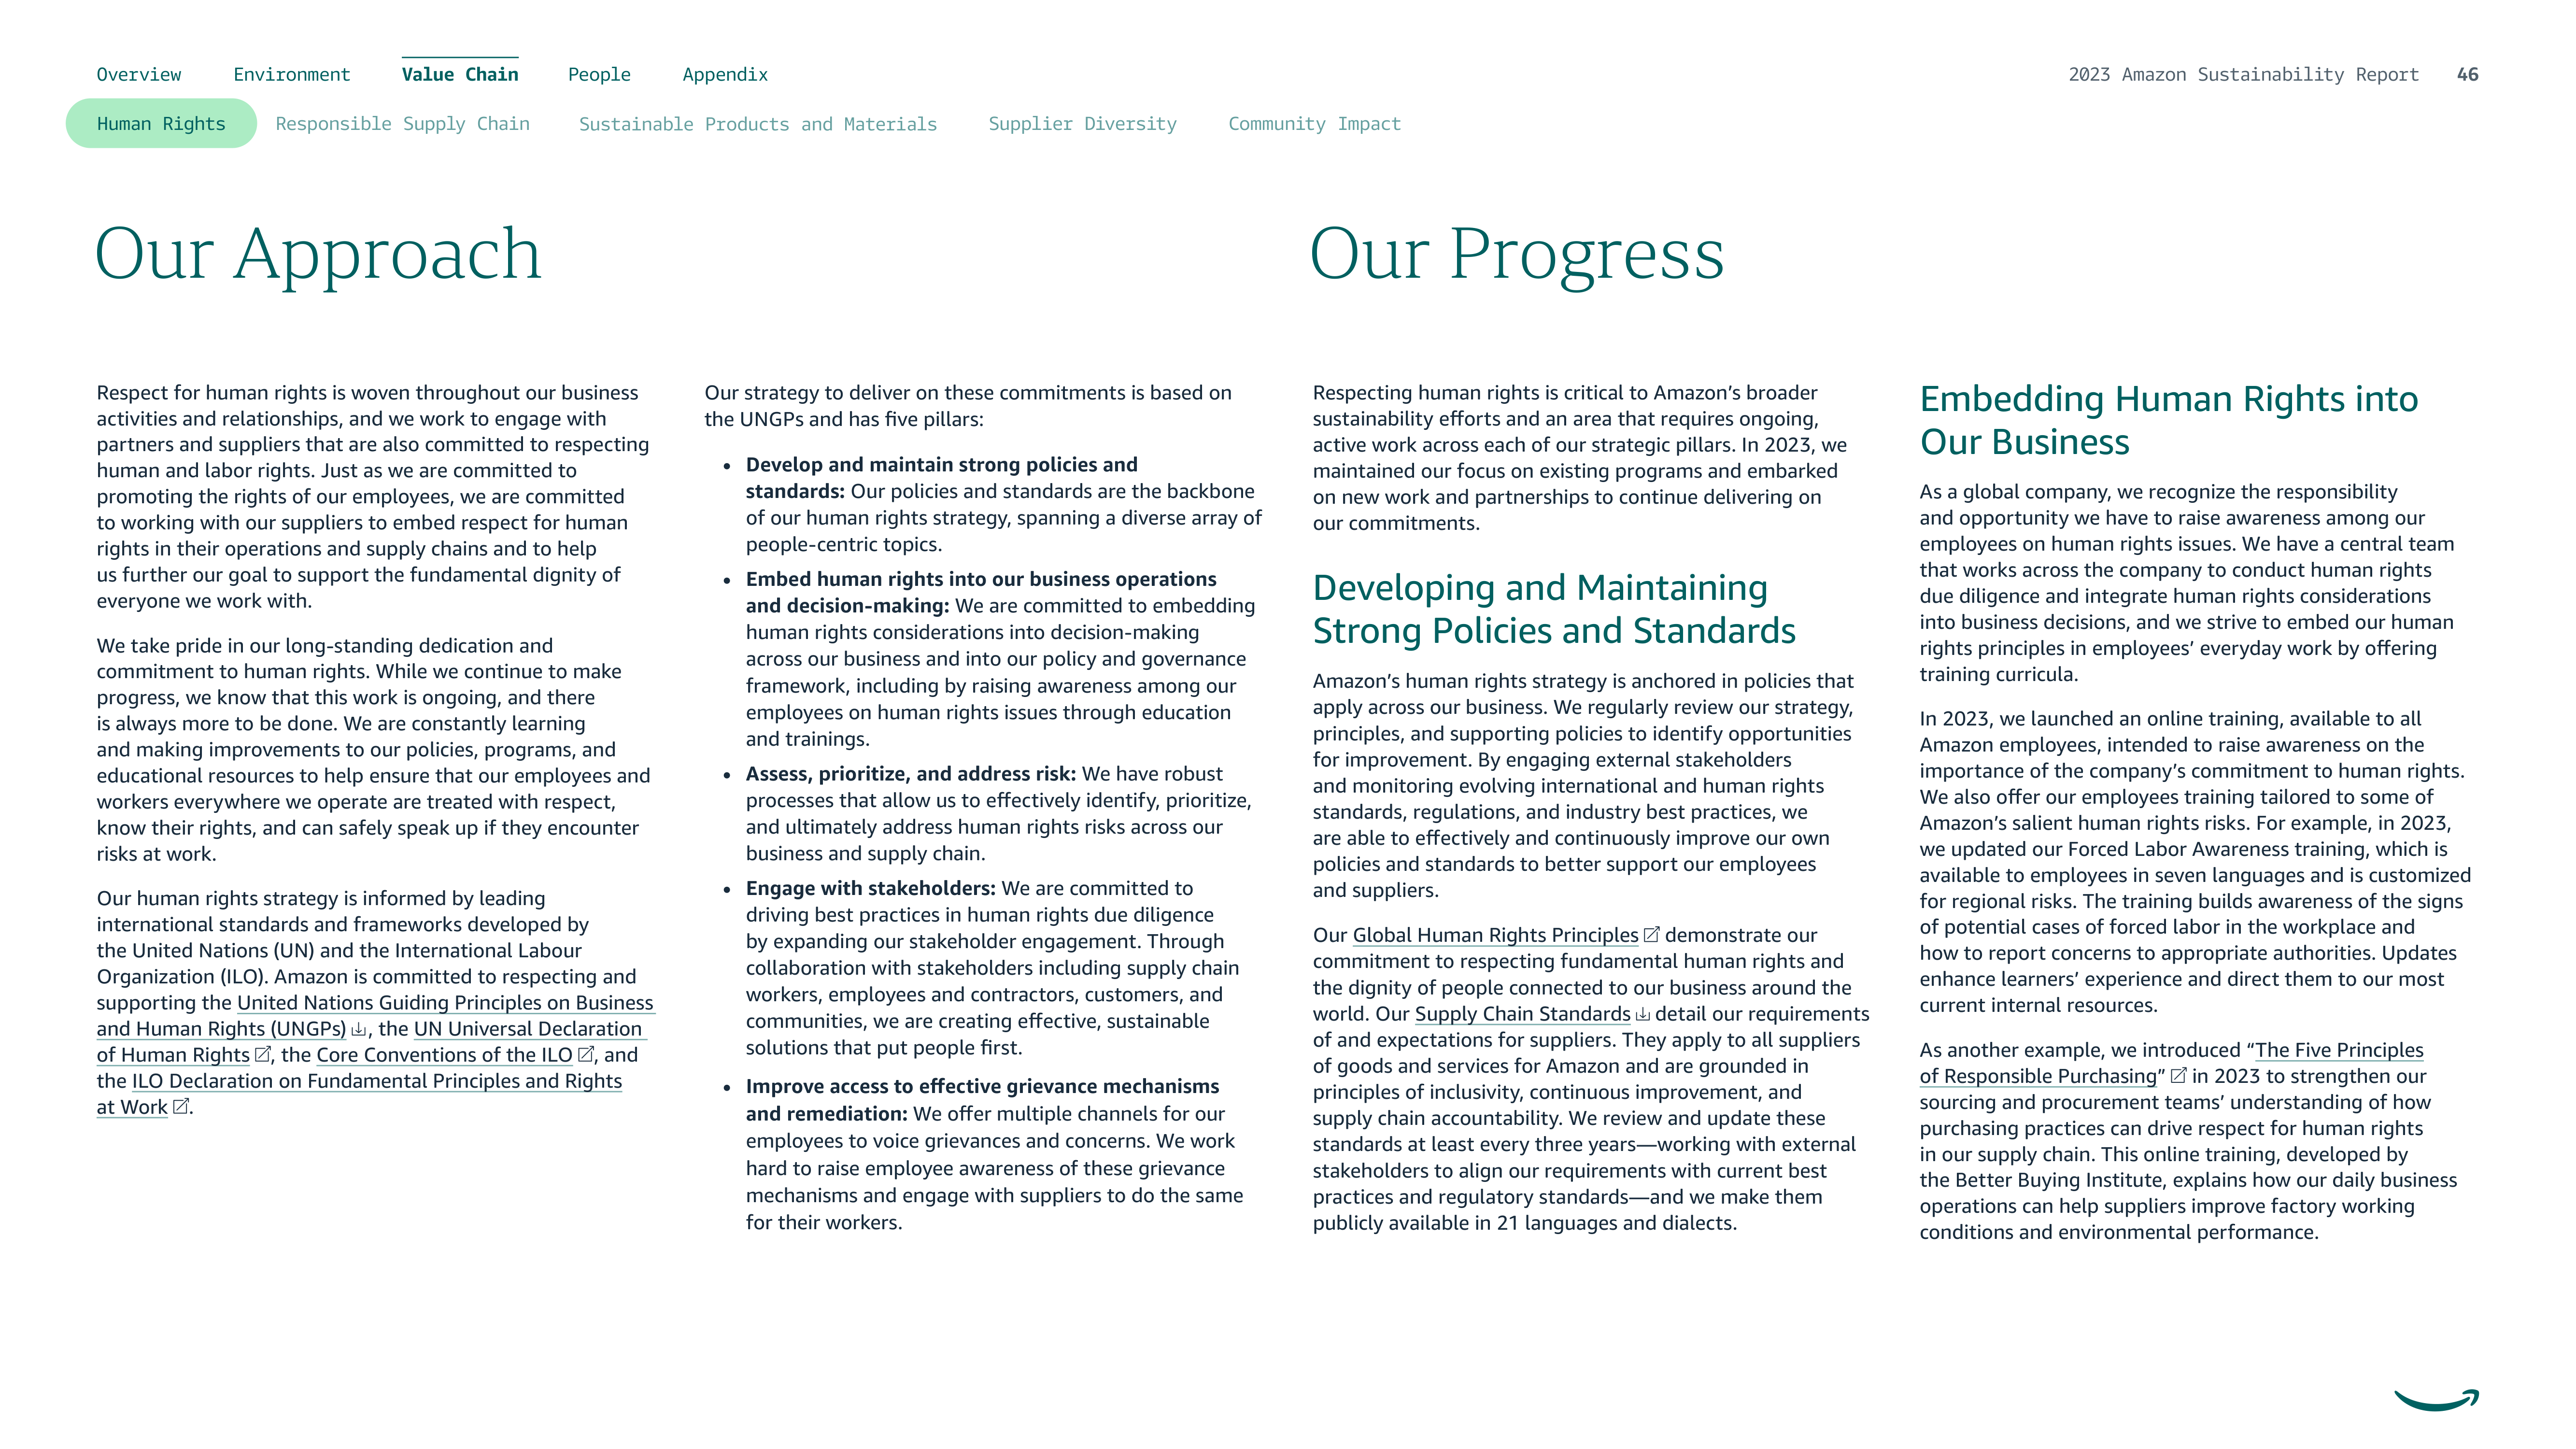 Overview Environment Value Chain People Appendix
2023 Amazon Sustainability Report 46
Human Rights Responsible Supply Chain Sustainable Products and Materials Supplier Diversity Community Impact
Our Approach
Respect for human rights is woven throughout our business
activities and relationships, and we work to engage with
partners and suppliers that are also committed to respecting
human and labor rights. Just as we are committed to
promoting the rights of our employees, we are committed
to working with our suppliers to embed respect for human
rights in their operations and supply chains and to help
us further our goal to support the fundamental dignity of
everyone we work with.
We take pride in our long-standing dedication and
commitment to human rights. While we continue to make
progress, we know that this work is ongoing, and there
is always more to be done. We are constantly learning
and making improvements to our policies, programs, and
educational resources to help ensure that our employees and
workers everywhere we operate are treated with respect,
know their rights, and can safely speak up if they encounter
risks at work.
Our human rights strategy is informed by leading
international standards and frameworks developed by
the United Nations (UN) and the International Labour
Organization (ILO). Amazon is committed to respecting and
supporting the United Nations Guiding Principles on Business
and Human Rights (UNGPs), the UN Universal Declaration
of Human Rights, the Core Conventions of the ILO, and
the ILO Declaration on Fundamental Principles and Rights
at Work.
Our strategy to deliver on these commitments is based on
the UNGPs and has five pillars:
• Develop and maintain strong policies and
standards: Our policies and standards are the backbone
of our human rights strategy, spanning a diverse array of
people-centric topics.
• Embed human rights into our business operations
and decision-making: We are committed to embedding
human rights considerations into decision-making
across our business and into our policy and governance
framework, including by raising awareness among our
employees on human rights issues through education
and trainings.
• Assess, prioritize, and address risk: We have robust
processes that allow us to effectively identify, prioritize,
and ultimately address human rights risks across our
business and supply chain.
• Engage with stakeholders: We are committed to
driving best practices in human rights due diligence
by expanding our stakeholder engagement. Through
collaboration with stakeholders including supply chain
workers, employees and contractors, customers, and
communities, we are creating effective, sustainable
solutions that put people first.
• Improve access to effective grievance mechanisms
and remediation: We offer multiple channels for our
employees to voice grievances and concerns. We work
hard to raise employee awareness of these grievance
mechanisms and engage with suppliers to do the same
for their workers.
Our Progress
Respecting human rights is critical to Amazon’s broader
sustainability efforts and an area that requires ongoing,
active work across each of our strategic pillars. In 2023, we
maintained our focus on existing programs and embarked
on new work and partnerships to continue delivering on
our commitments.
Developing and Maintaining
Strong Policies and Standards
Amazon’s human rights strategy is anchored in policies that
apply across our business. We regularly review our strategy,
principles, and supporting policies to identify opportunities
for improvement. By engaging external stakeholders
and monitoring evolving international and human rights
standards, regulations, and industry best practices, we
are able to effectively and continuously improve our own
policies and standards to better support our employees
and suppliers.
Our Global Human Rights Principles demonstrate our
commitment to respecting fundamental human rights and
the dignity of people connected to our business around the
world. Our Supply Chain Standards detail our requirements
of and expectations for suppliers. They apply to all suppliers
of goods and services for Amazon and are grounded in
principles of inclusivity, continuous improvement, and
supply chain accountability. We review and update these
standards at least every three years—working with external
stakeholders to align our requirements with current best
practices and regulatory standards—and we make them
publicly available in 21 languages and dialects.
Embedding Human Rights into
Our Business
As a global company, we recognize the responsibility
and opportunity we have to raise awareness among our
employees on human rights issues. We have a central team
that works across the company to conduct human rights
due diligence and integrate human rights considerations
into business decisions, and we strive to embed our human
rights principles in employees’ everyday work by offering
training curricula.
In 2023, we launched an online training, available to all
Amazon employees, intended to raise awareness on the
importance of the company’s commitment to human rights.
We also offer our employees training tailored to some of
Amazon’s salient human rights risks. For example, in 2023,
we updated our Forced Labor Awareness training, which is
available to employees in seven languages and is customized
for regional risks. The training builds awareness of the signs
of potential cases of forced labor in the workplace and
how to report concerns to appropriate authorities. Updates
enhance learners’ experience and direct them to our most
current internal resources.
As another example, we introduced “The Five Principles
of Responsible Purchasing” in 2023 to strengthen our
sourcing and procurement teams’ understanding of how
purchasing practices can drive respect for human rights
in our supply chain. This online training, developed by
the Better Buying Institute, explains how our daily business
operations can help suppliers improve factory working
conditions and environmental performance.